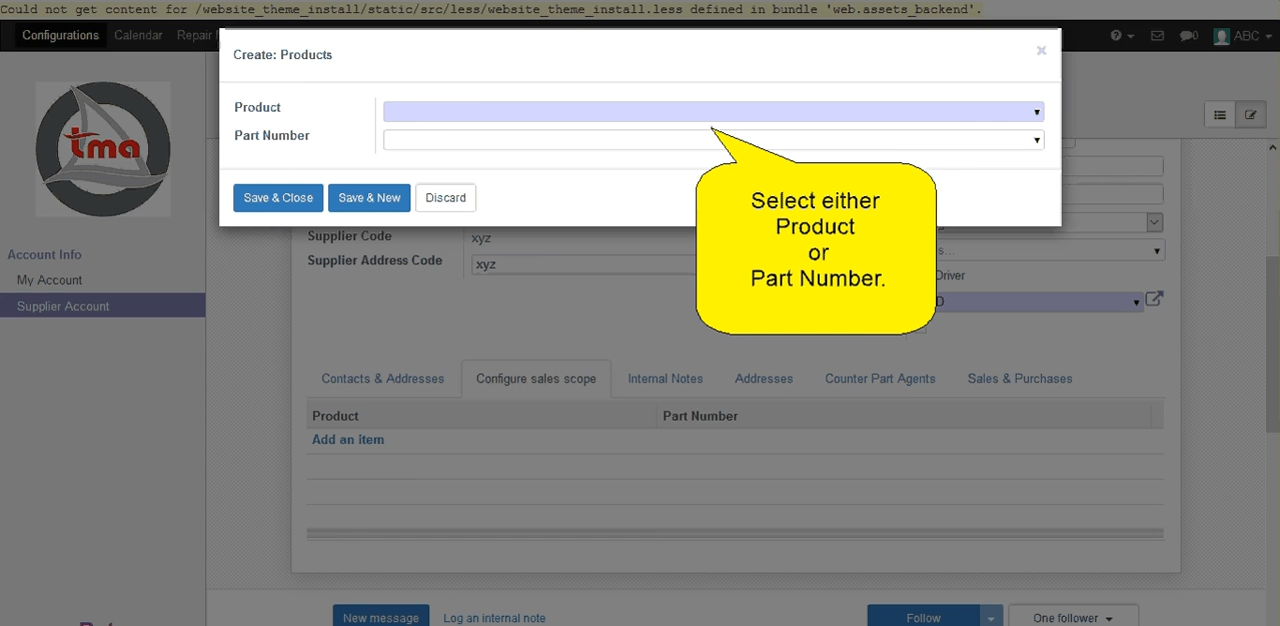 Could not get content for /website_theme_install/static/src/less/website_theme_install.less defined in bundle 'web.assets_backend'.
Configurations Calendar Repair
0 ABC
Create: Products
×
Product
Part Number
Save & Close Save & New Discard
Select either
Product
or
Part Number.
tma
Supplier Code xyz
Supplier Address Code xyz
s...
Driver
Account Info
My Account
Supplier Account
Contacts & Addresses Configure sales scope Internal Notes Addresses Counter Part Agents Sales & Purchases
Product Part Number
Add an item
New message Log an internal note Follow One follower